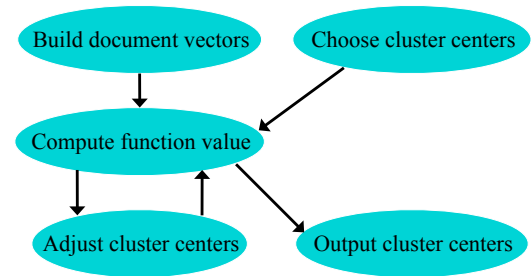 Build document vectors
Choose cluster centers
Compute function value
Adjust cluster centers
Output cluster centers